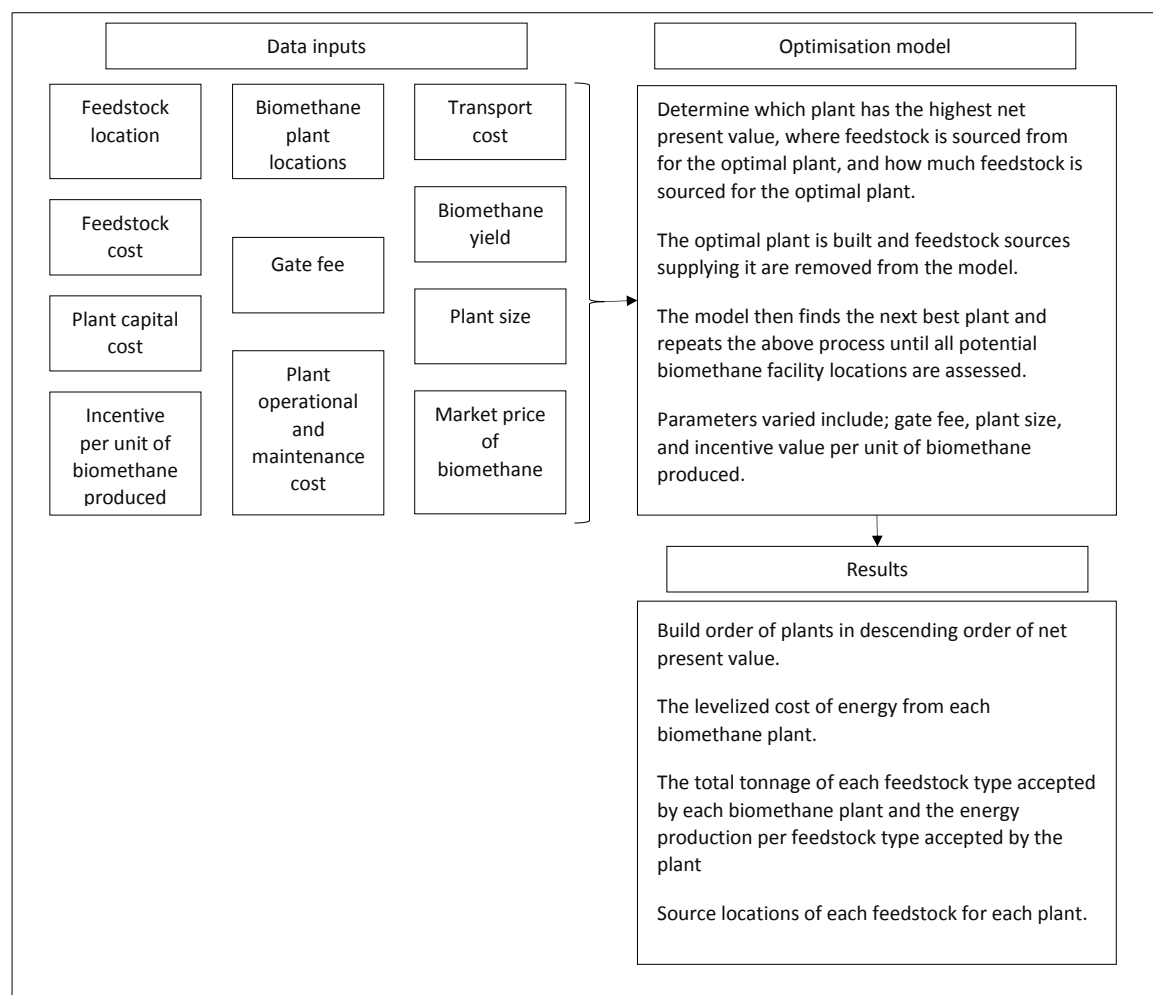 Data inputs
Optimisation model
Feedstock
location
Biomethane
plant
locations
Transport
cost
Feedstock
cost
Gate fee
Biomethane
yield
Plant capital
cost
Plant
operational
and
maintenance
cost
Plant size
Incentive
per unit of
biomethane
produced
Market price
of
biomethane
Determine which plant has the highest net
present value, where feedstock is sourced from
for the optimal plant, and how much feedstock is
sourced for the optimal plant.
The optimal plant is built and feedstock sources
supplying it are removed from the model.
The model then finds the next best plant and
repeats the above process until all potential
biomethane facility locations are assessed.
Parameters varied include; gate fee, plant size,
and incentive value per unit of biomethane
produced.
Results
Build order of plants in descending order of net
present value.
The levelized cost of energy from each
biomethane plant.
The total tonnage of each feedstock type accepted
by each biomethane plant and the energy
production per feedstock type accepted by the
plant
Source locations of each feedstock for each plant.